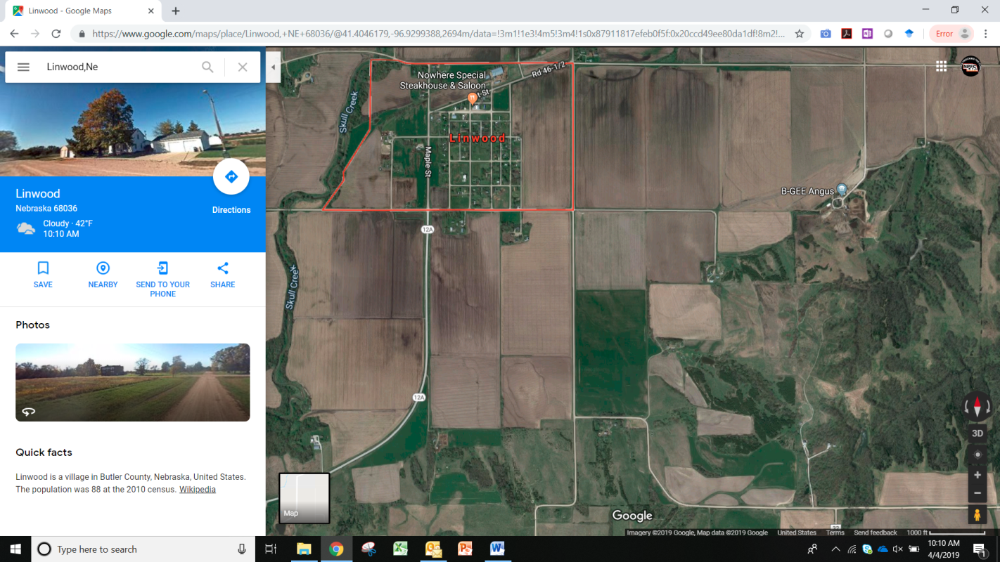 Linwood - Google Maps
https://www.google.com/maps/place/Linwood,+NE+68036/@41.4046179,-96.9299388,2694m/data=!3m1!1e3!4m5!3m4!1s0x87911817efeb0f5f:0x20ccd49ee80da1df!8m2!...
Error
Linwood,Ne
Linwood
Nebraska 68036
Directions
Cloudy · 42°F
10:10 AM
SAVE
NEARBY
SEND TO YOUR
PHONE
SHARE
Photos
Quick facts
Linwood is a village in Butler County, Nebraska, United States.
The population was 88 at the 2010 census. Wikipedia
Nowhere Special
Steakhouse & Saloon
Rd 46-1/2
t St
Skull Creek
Linwood
Maple St
B-GEE Angus
12A
Skull Creek
12A
Map
3D
Google
Imagery ©2019 Google, Map data ©2019 Google
United States
Terms
Send feedback
1000 ft
Type here to search
10:10 AM
4/4/2019
1